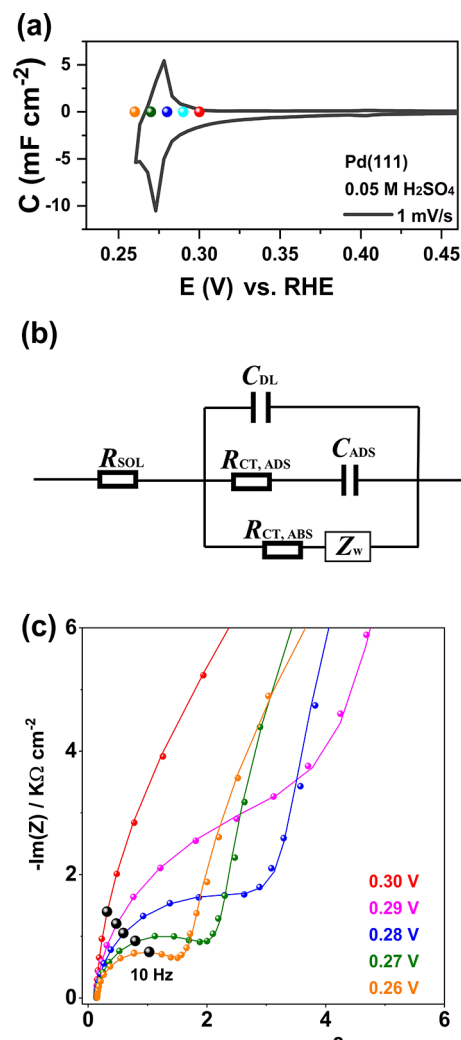 (a)
5
0
-5
-10
C (mF cm-2)
Pd(111)
0.05 M H2SO4
1 mV/s
0.25 0.30 0.35 0.40 0.45
E (V) vs. RHE
(b)
CDL
RSOL
RCT, ADS
CADS
RCT, ABS
Zw
(c)
6
4
2
0
-Im(Z) / KΩ cm-2
0.30 V
0.29 V
0.28 V
0.27 V
0.26 V
10 Hz
0 2 4 6